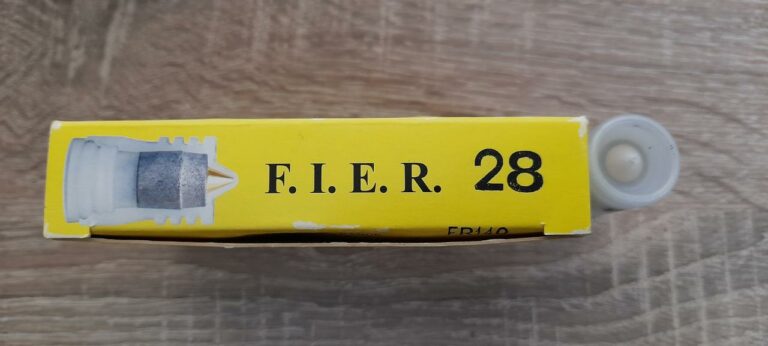 F. I. E. R. 28